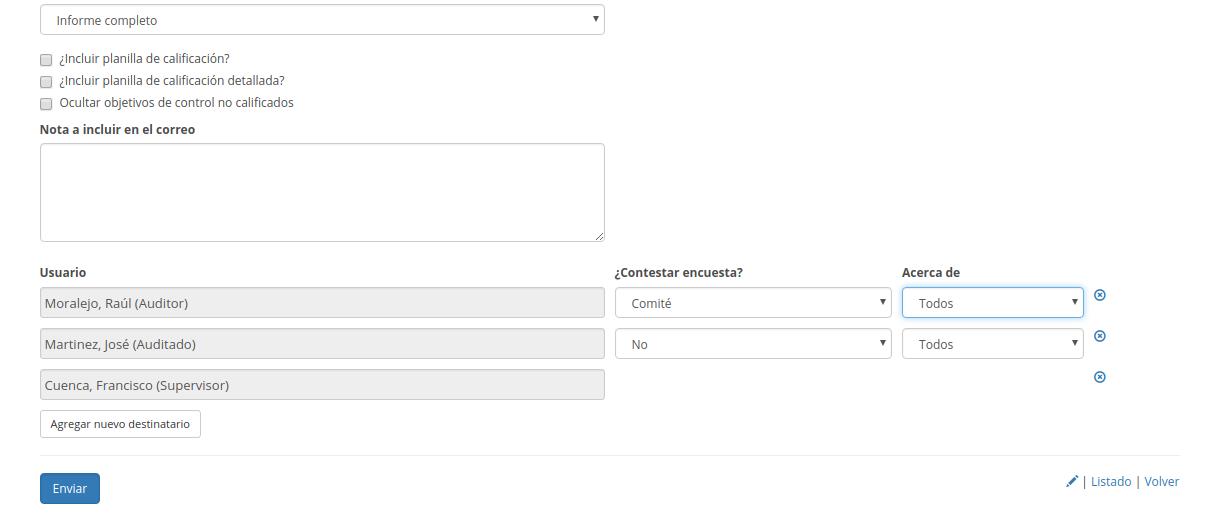 Informe completo
¿Incluir planilla de calificación?
¿Incluir planilla de calificación detallada?
Ocultar objetivos de control no calificados
Nota a incluir en el correo
Usuario ¿Contestar encuesta? Acerca de
Moralejo, Raúl (Auditor) Comité Todos
Martinez, José (Auditado) No Todos
Cuenca, Francisco (Supervisor)
Agregar nuevo destinatario
Enviar | Listado | Volver